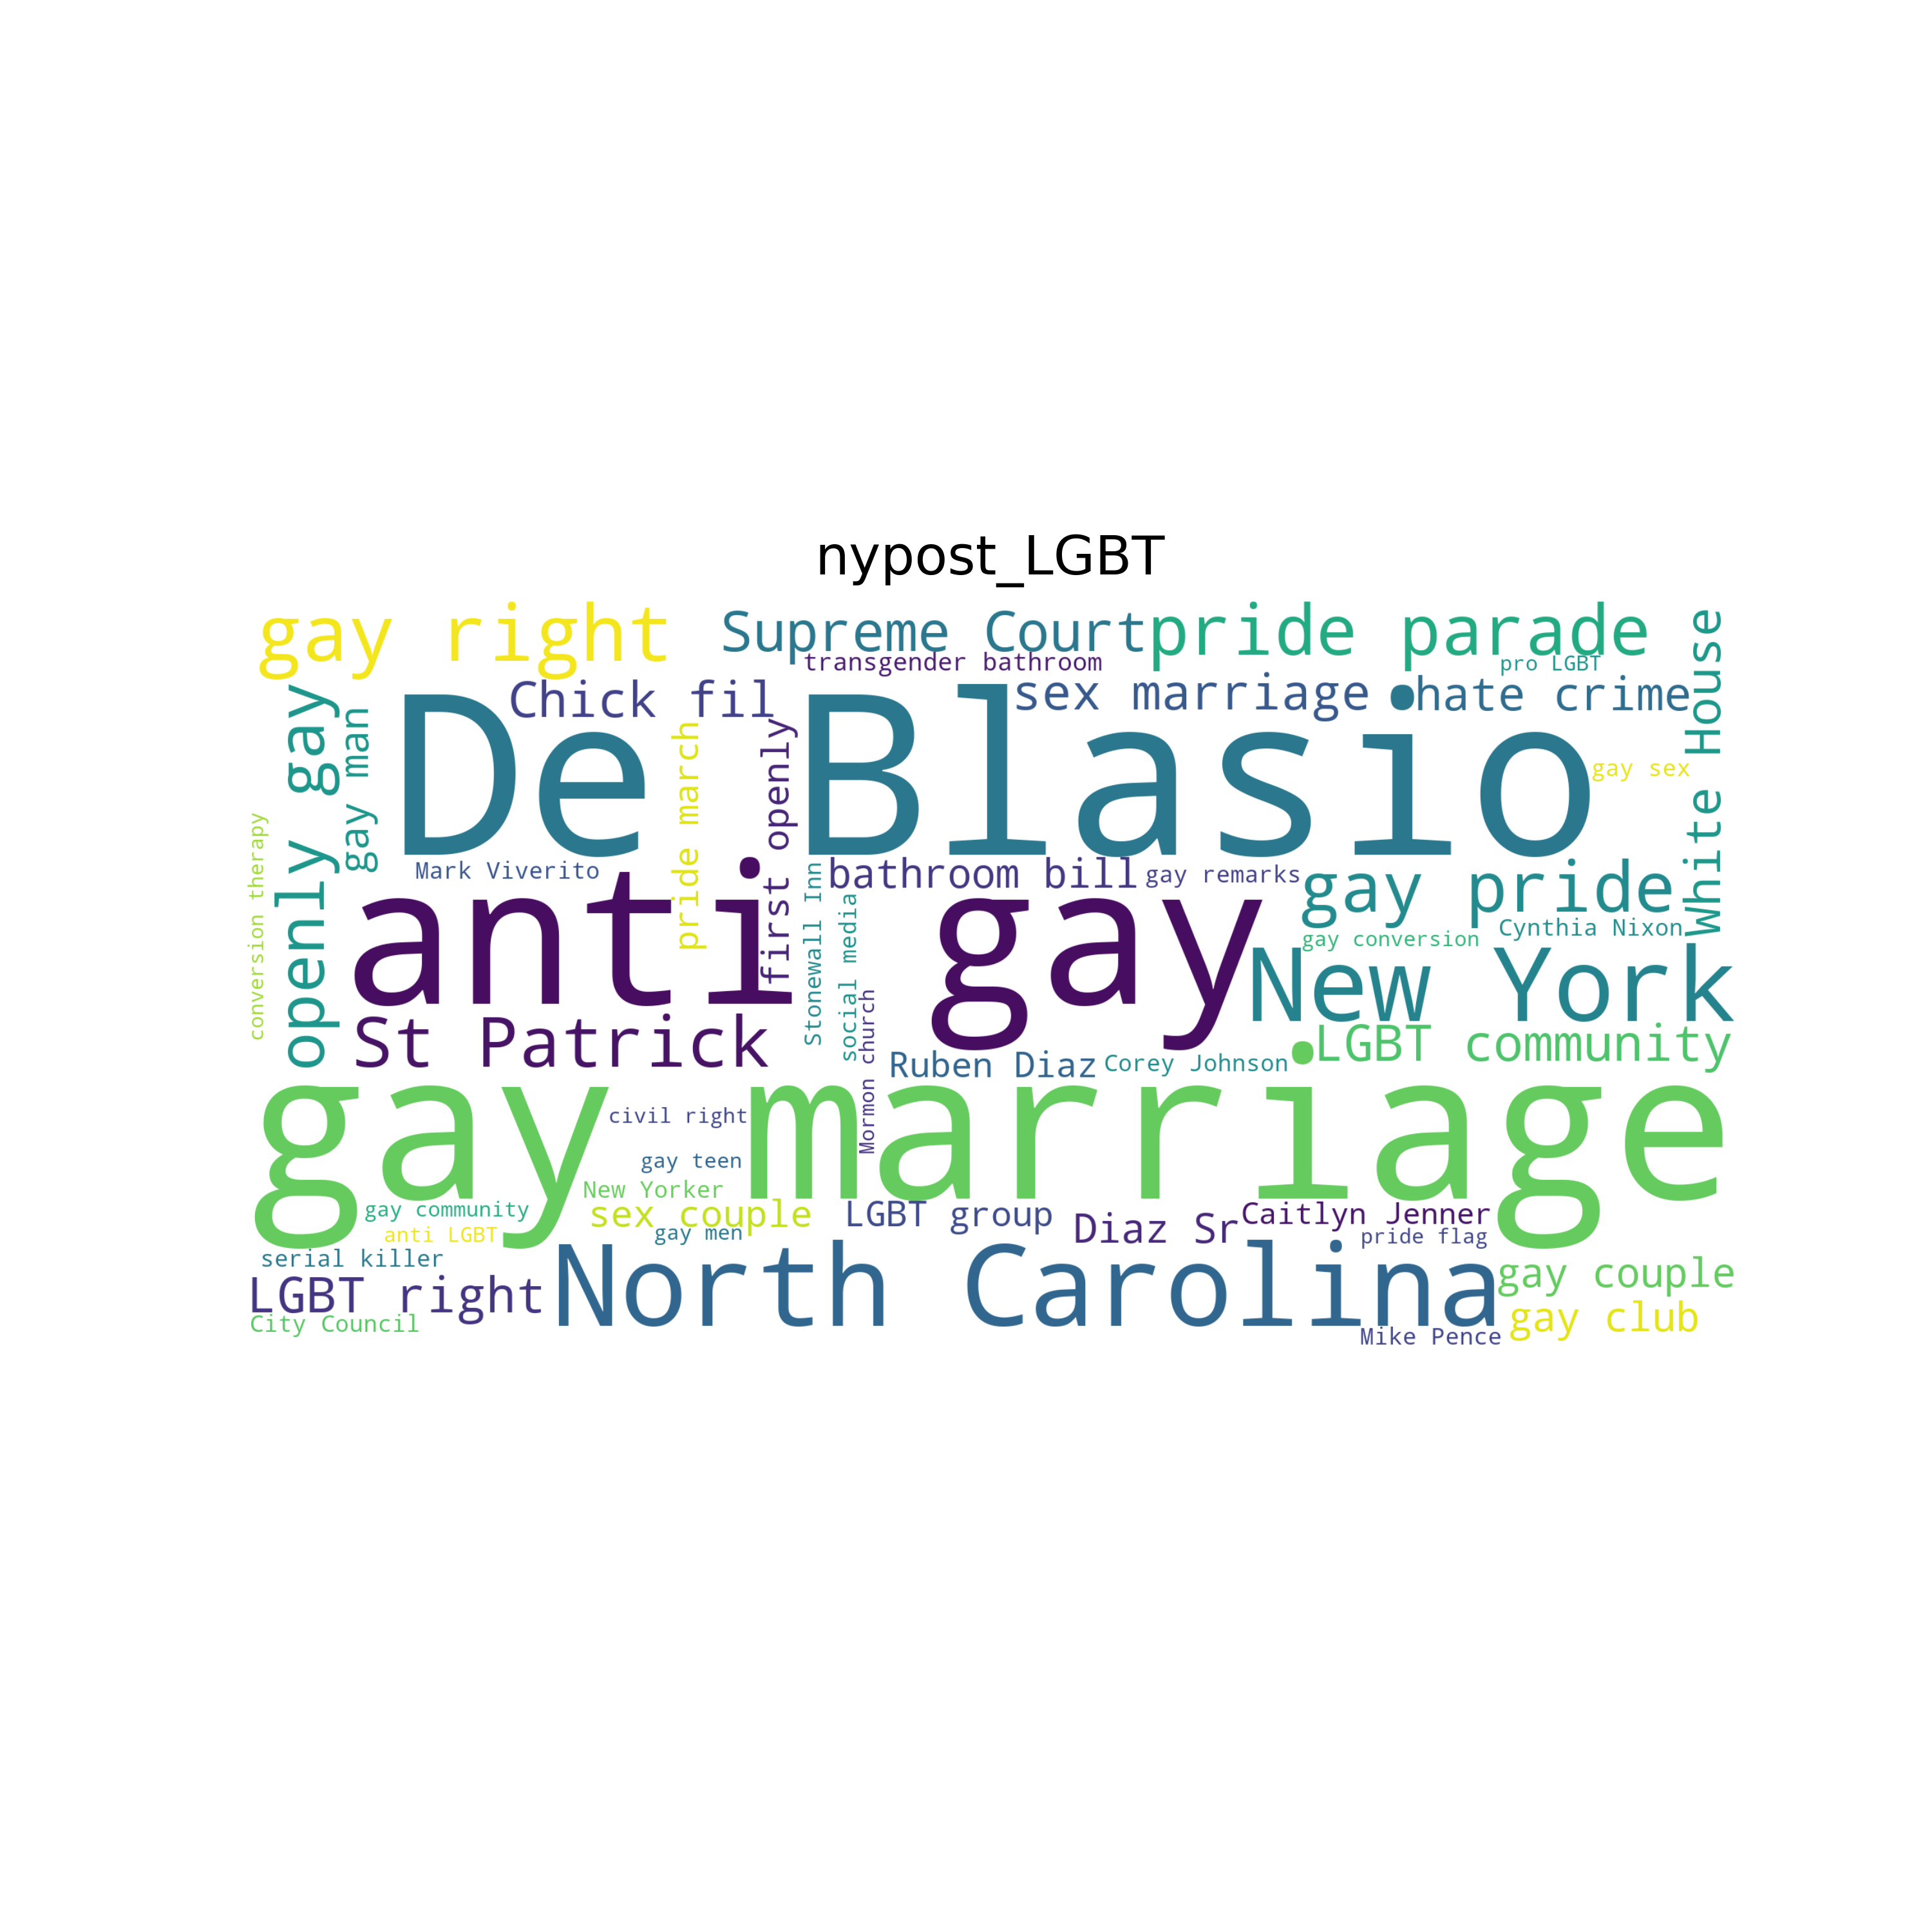 nypost_LGBT
gay right
Supreme Court
pride parade
transgender bathroom
pro LGBT
White House
Chick fil
sex marriage
hate crime
openly gay
gay man
De Blasio
pride march
first openly
gay sex
conversion therapy
Mark Viverito
bathroom bill
gay remarks
gay pride
anti gay
Stonewall Inn
social media
Cynthia Nixon
gay conversion
New York
St Patrick
Mormon church
LGBT community
Ruben Diaz
Corey Johnson
gay marriage
civil right
gay teen
New Yorker
gay community
sex couple
LGBT group
Diaz Sr
Caitlyn Jenner
anti LGBT
gay men
pride flag
serial killer
North Carolina
gay couple
LGBT right
gay club
City Council
Mike Pence